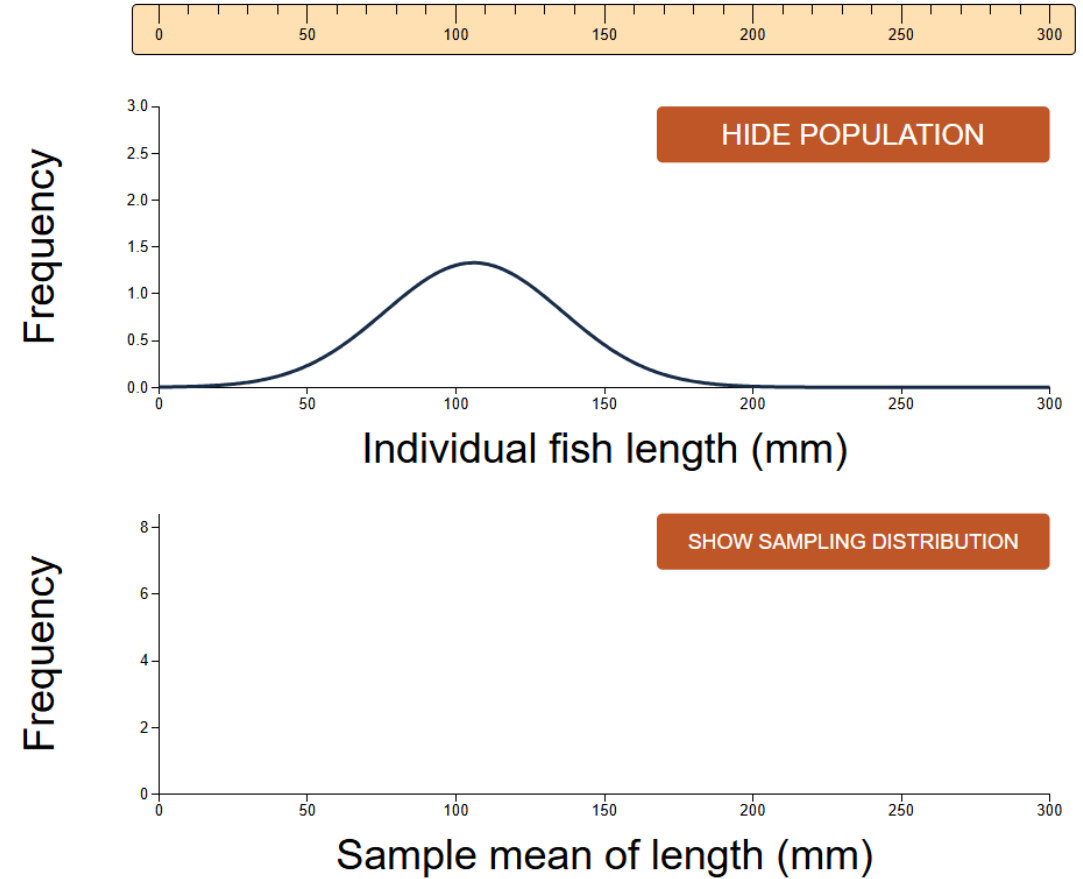 0 50 100 150 200 250 300
HIDE POPULATION
Frequency
3.0
2.5
2.0
1.5
1.0
0.5
0.0
0 50 100 150 200 250 300
Individual fish length (mm)
SHOW SAMPLING DISTRIBUTION
Frequency
8
6
4
2
0
0 50 100 150 200 250 300
Sample mean of length (mm)